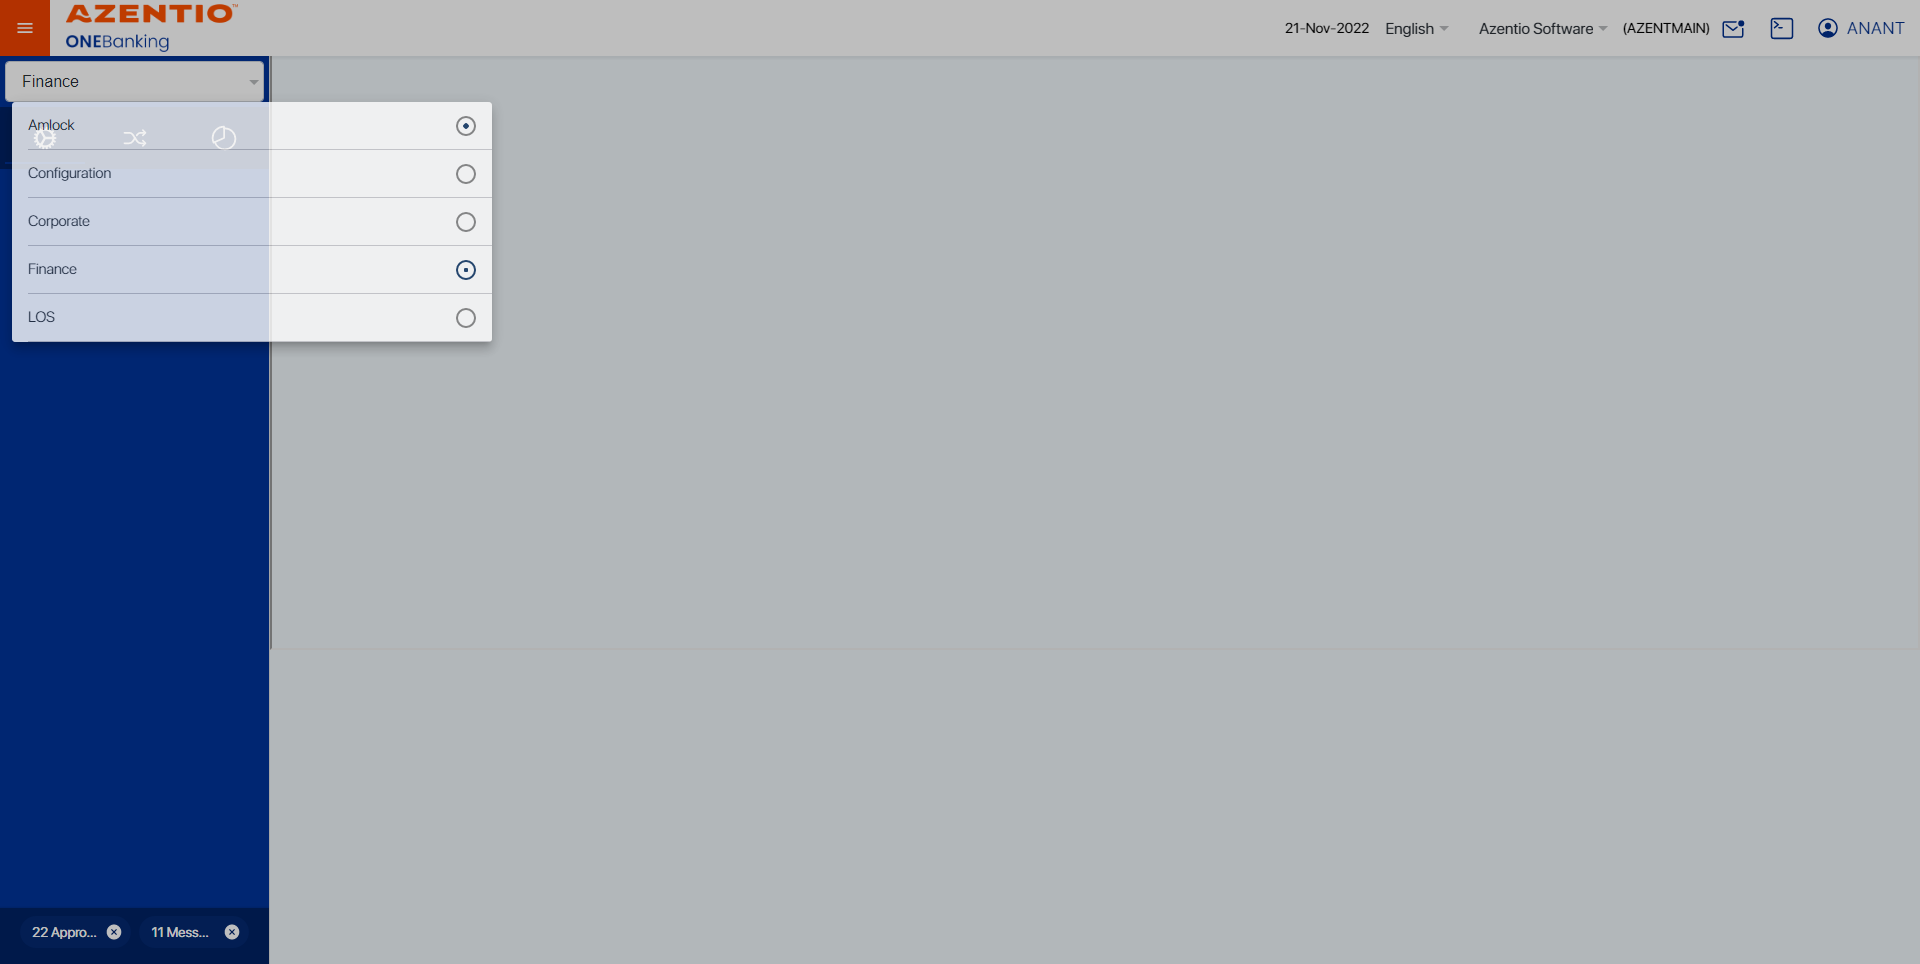 AZENTIO™
ONEBanking
21-Nov-2022 English Azentio Software (AZENTMAIN) ANANT
Finance
Amlock
Configuration
Corporate
Finance
LOS
22 Appro... 11 Mess...